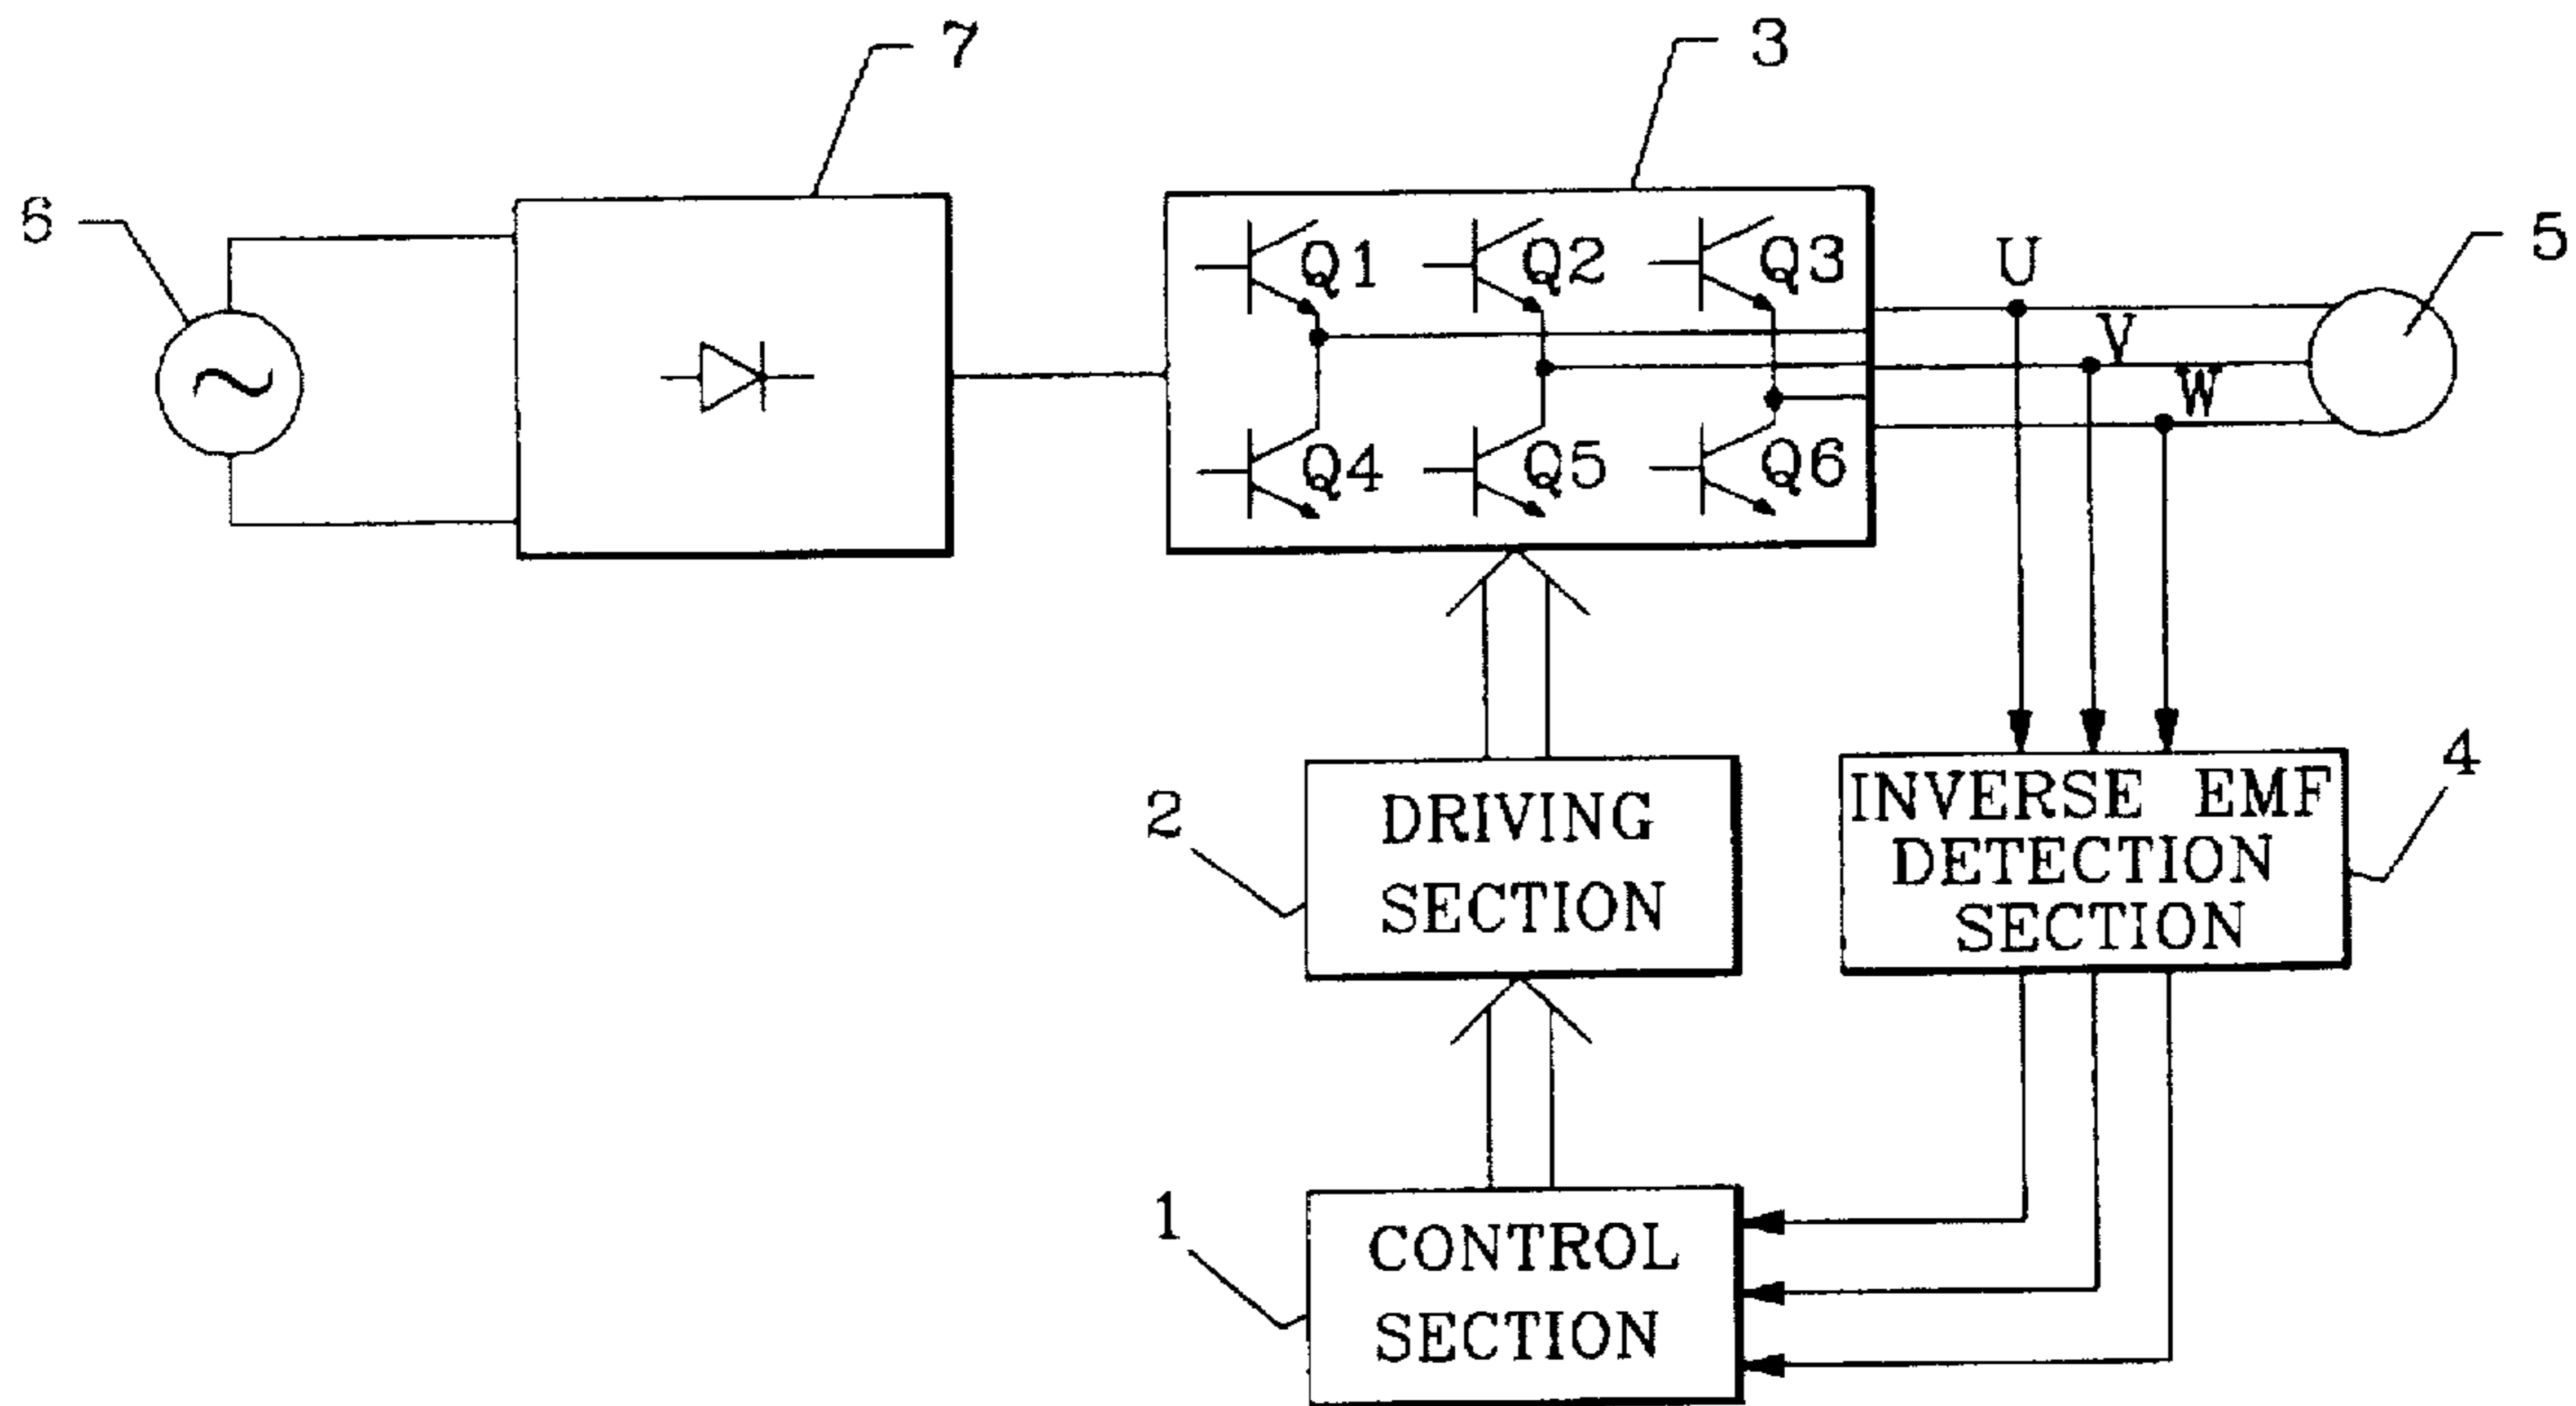 7
3
6
5
Q1 Q2 Q3
U
V
W
Q4 Q5 Q6
2
DRIVING
SECTION
4
INVERSE EMF
DETECTION
SECTION
1
CONTROL
SECTION